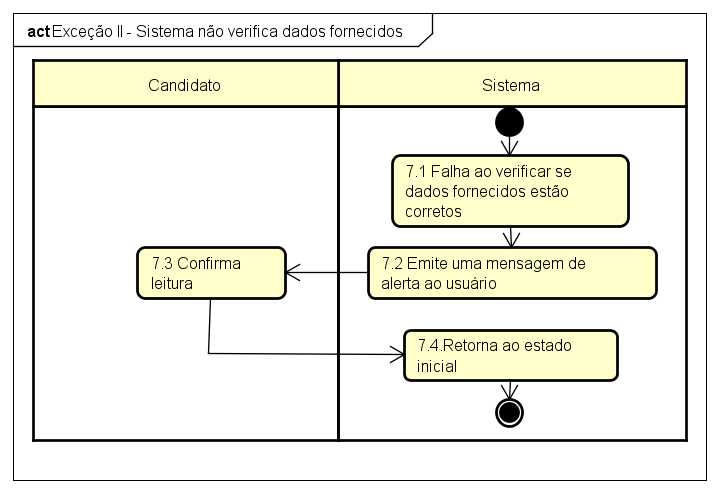 act Exceção II - Sistema não verifica dados fornecidos
Candidato
Sistema
7.1 Falha ao verificar se
dados fornecidos estão
corretos
7.2 Emite uma mensagem de
alerta ao usuário
7.3 Confirma
leitura
7.4.Retorna ao estado
inicial